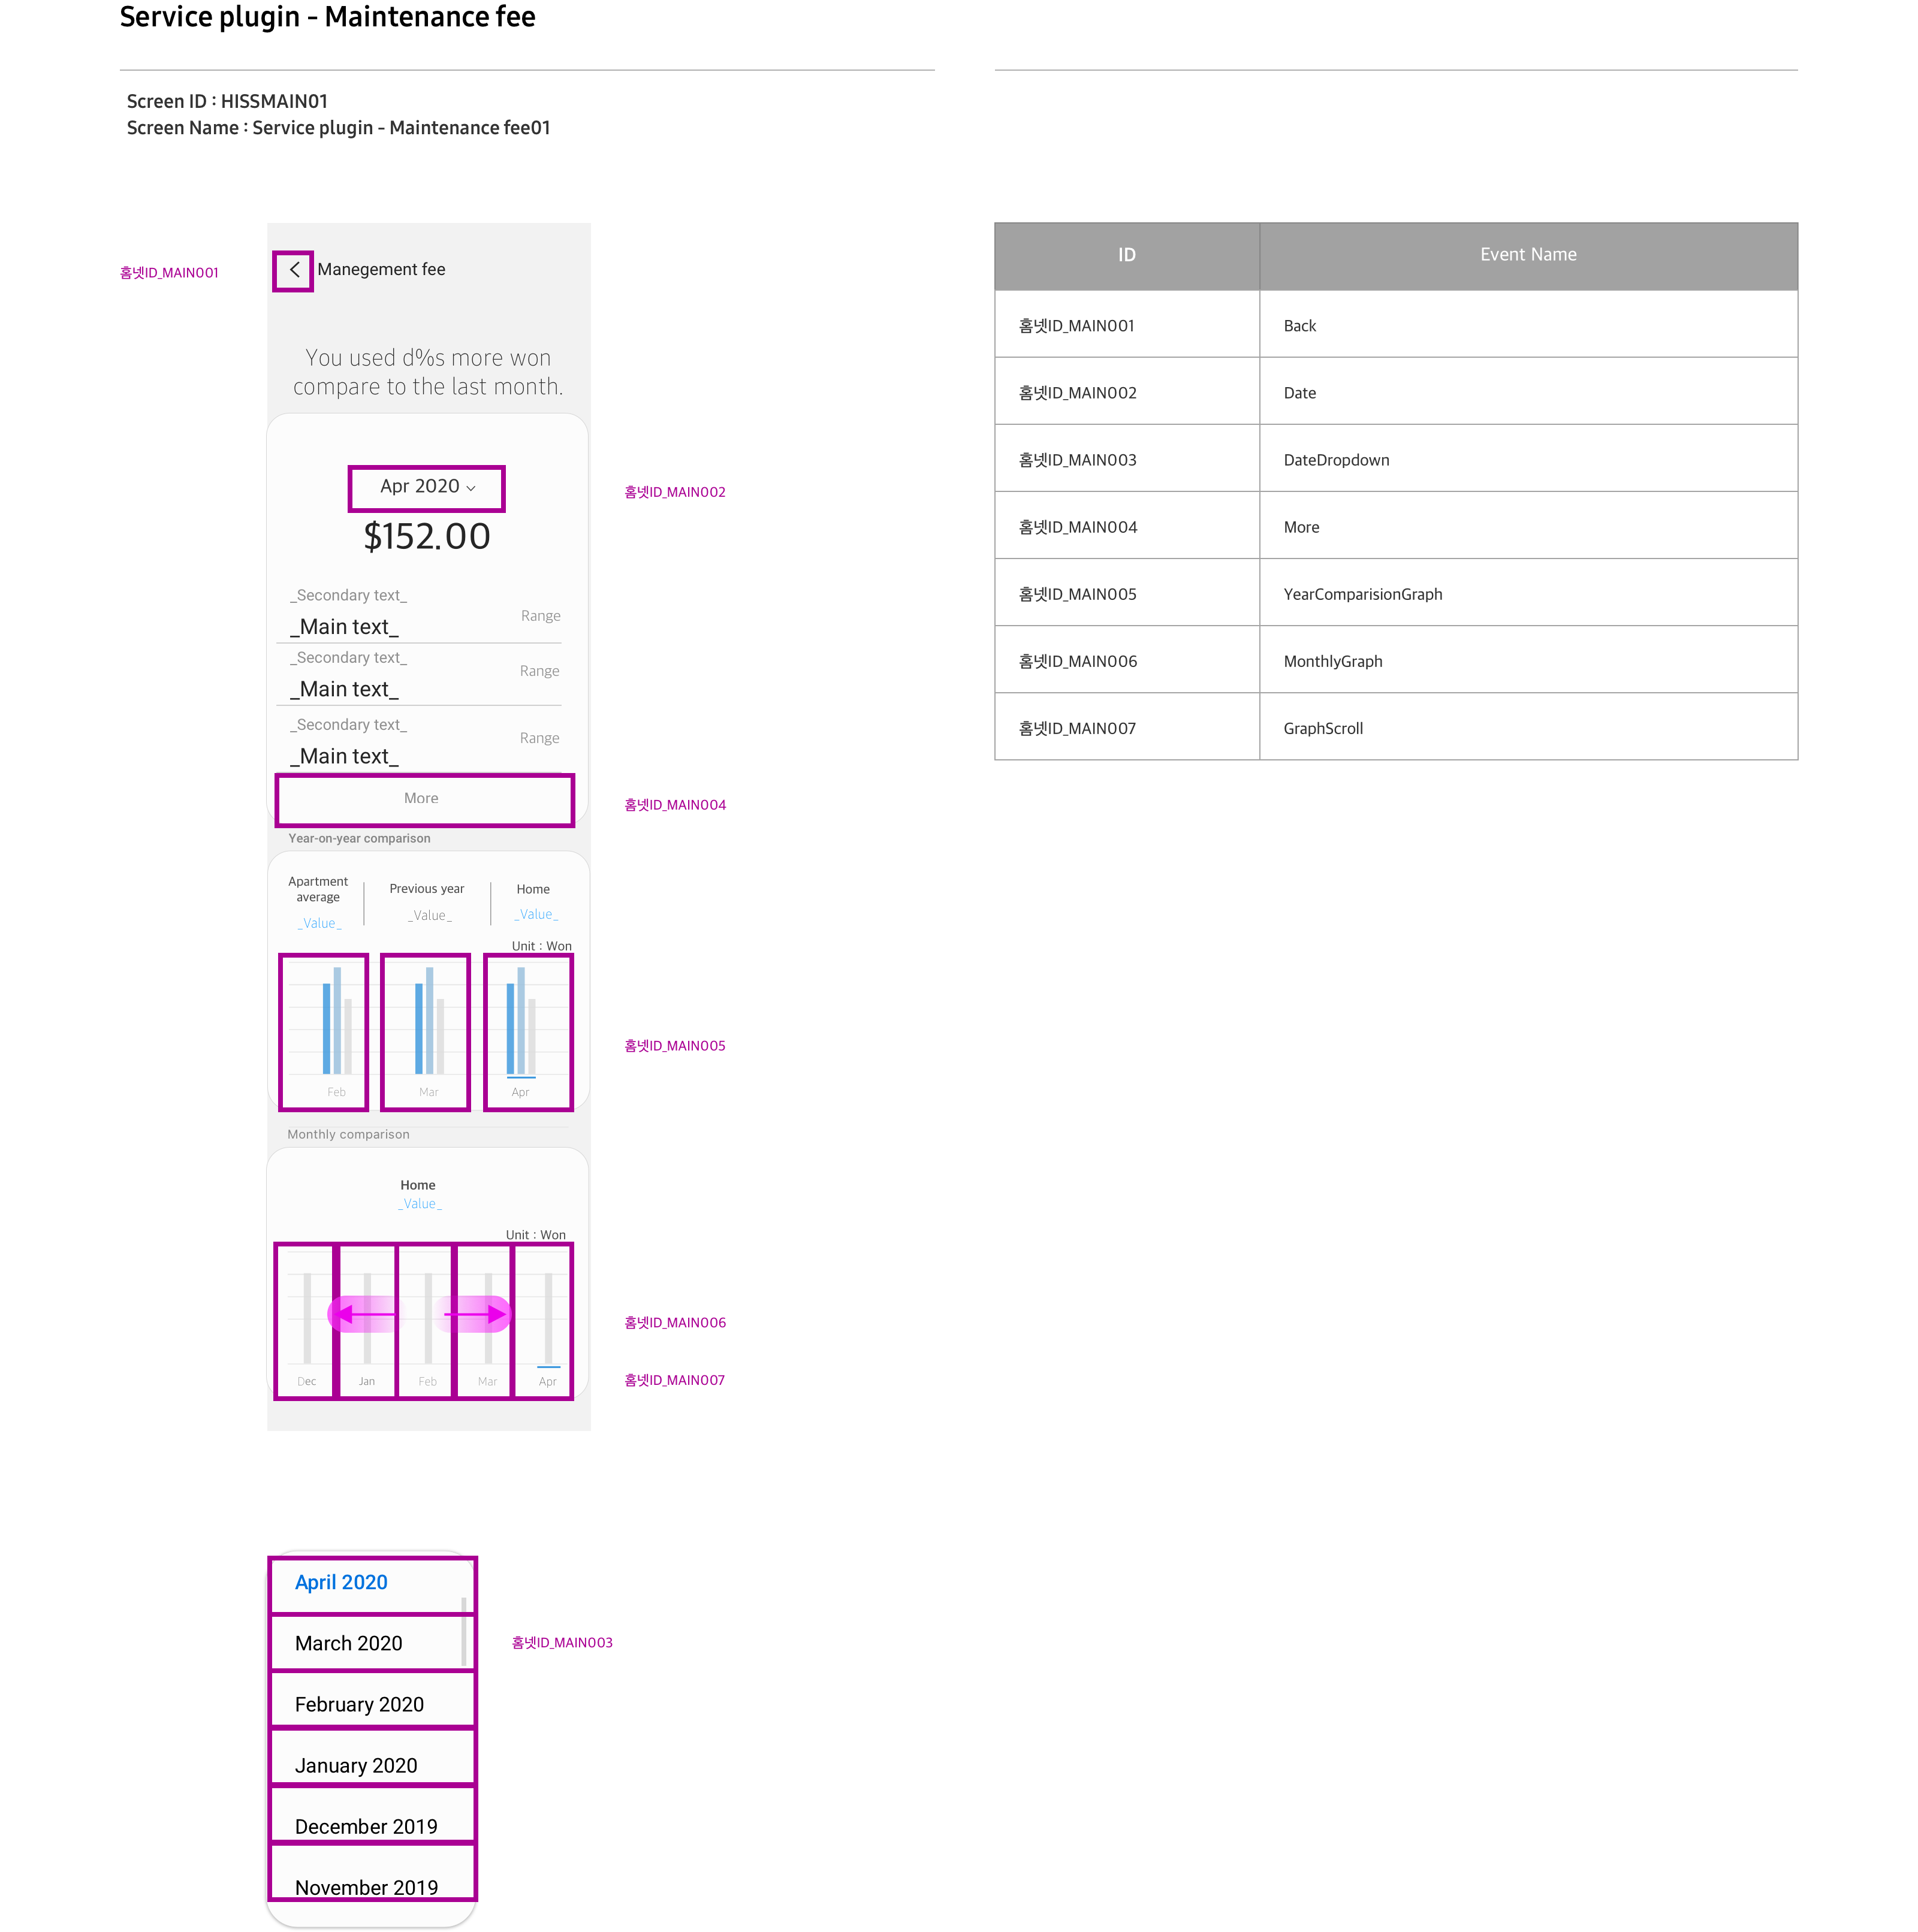 Service plugin - Maintenance fee
Screen ID : HISSMAIN01
Screen Name : Service plugin - Maintenance fee01
홈넷ID_MAIN001
Manegement fee
You used d%s more won
compare to the last month.
Apr 2020
홈넷ID_MAIN002
$152.00
_Secondary text_
Range
_Main text_
_Secondary text_
Range
_Main text_
_Secondary text_
Range
_Main text_
More
홈넷ID_MAIN004
Year-on-year comparison
Apartment
average
_Value_
Previous year
_Value_
Home
_Value_
Unit : Won
홈넷ID_MAIN005
Feb
Mar
Apr
Monthly comparison
Home
_Value_
Unit : Won
홈넷ID_MAIN006
Dec
Jan
Feb
Mar
Apr
홈넷ID_MAIN007
April 2020
March 2020
홈넷ID_MAIN003
February 2020
January 2020
December 2019
November 2019
ID Event Name
홈넷ID_MAIN001 Back
홈넷ID_MAIN002 Date
홈넷ID_MAIN003 DateDropdown
홈넷ID_MAIN004 More
홈넷ID_MAIN005 YearComparisionGraph
홈넷ID_MAIN006 MonthlyGraph
홈넷ID_MAIN007 GraphScroll